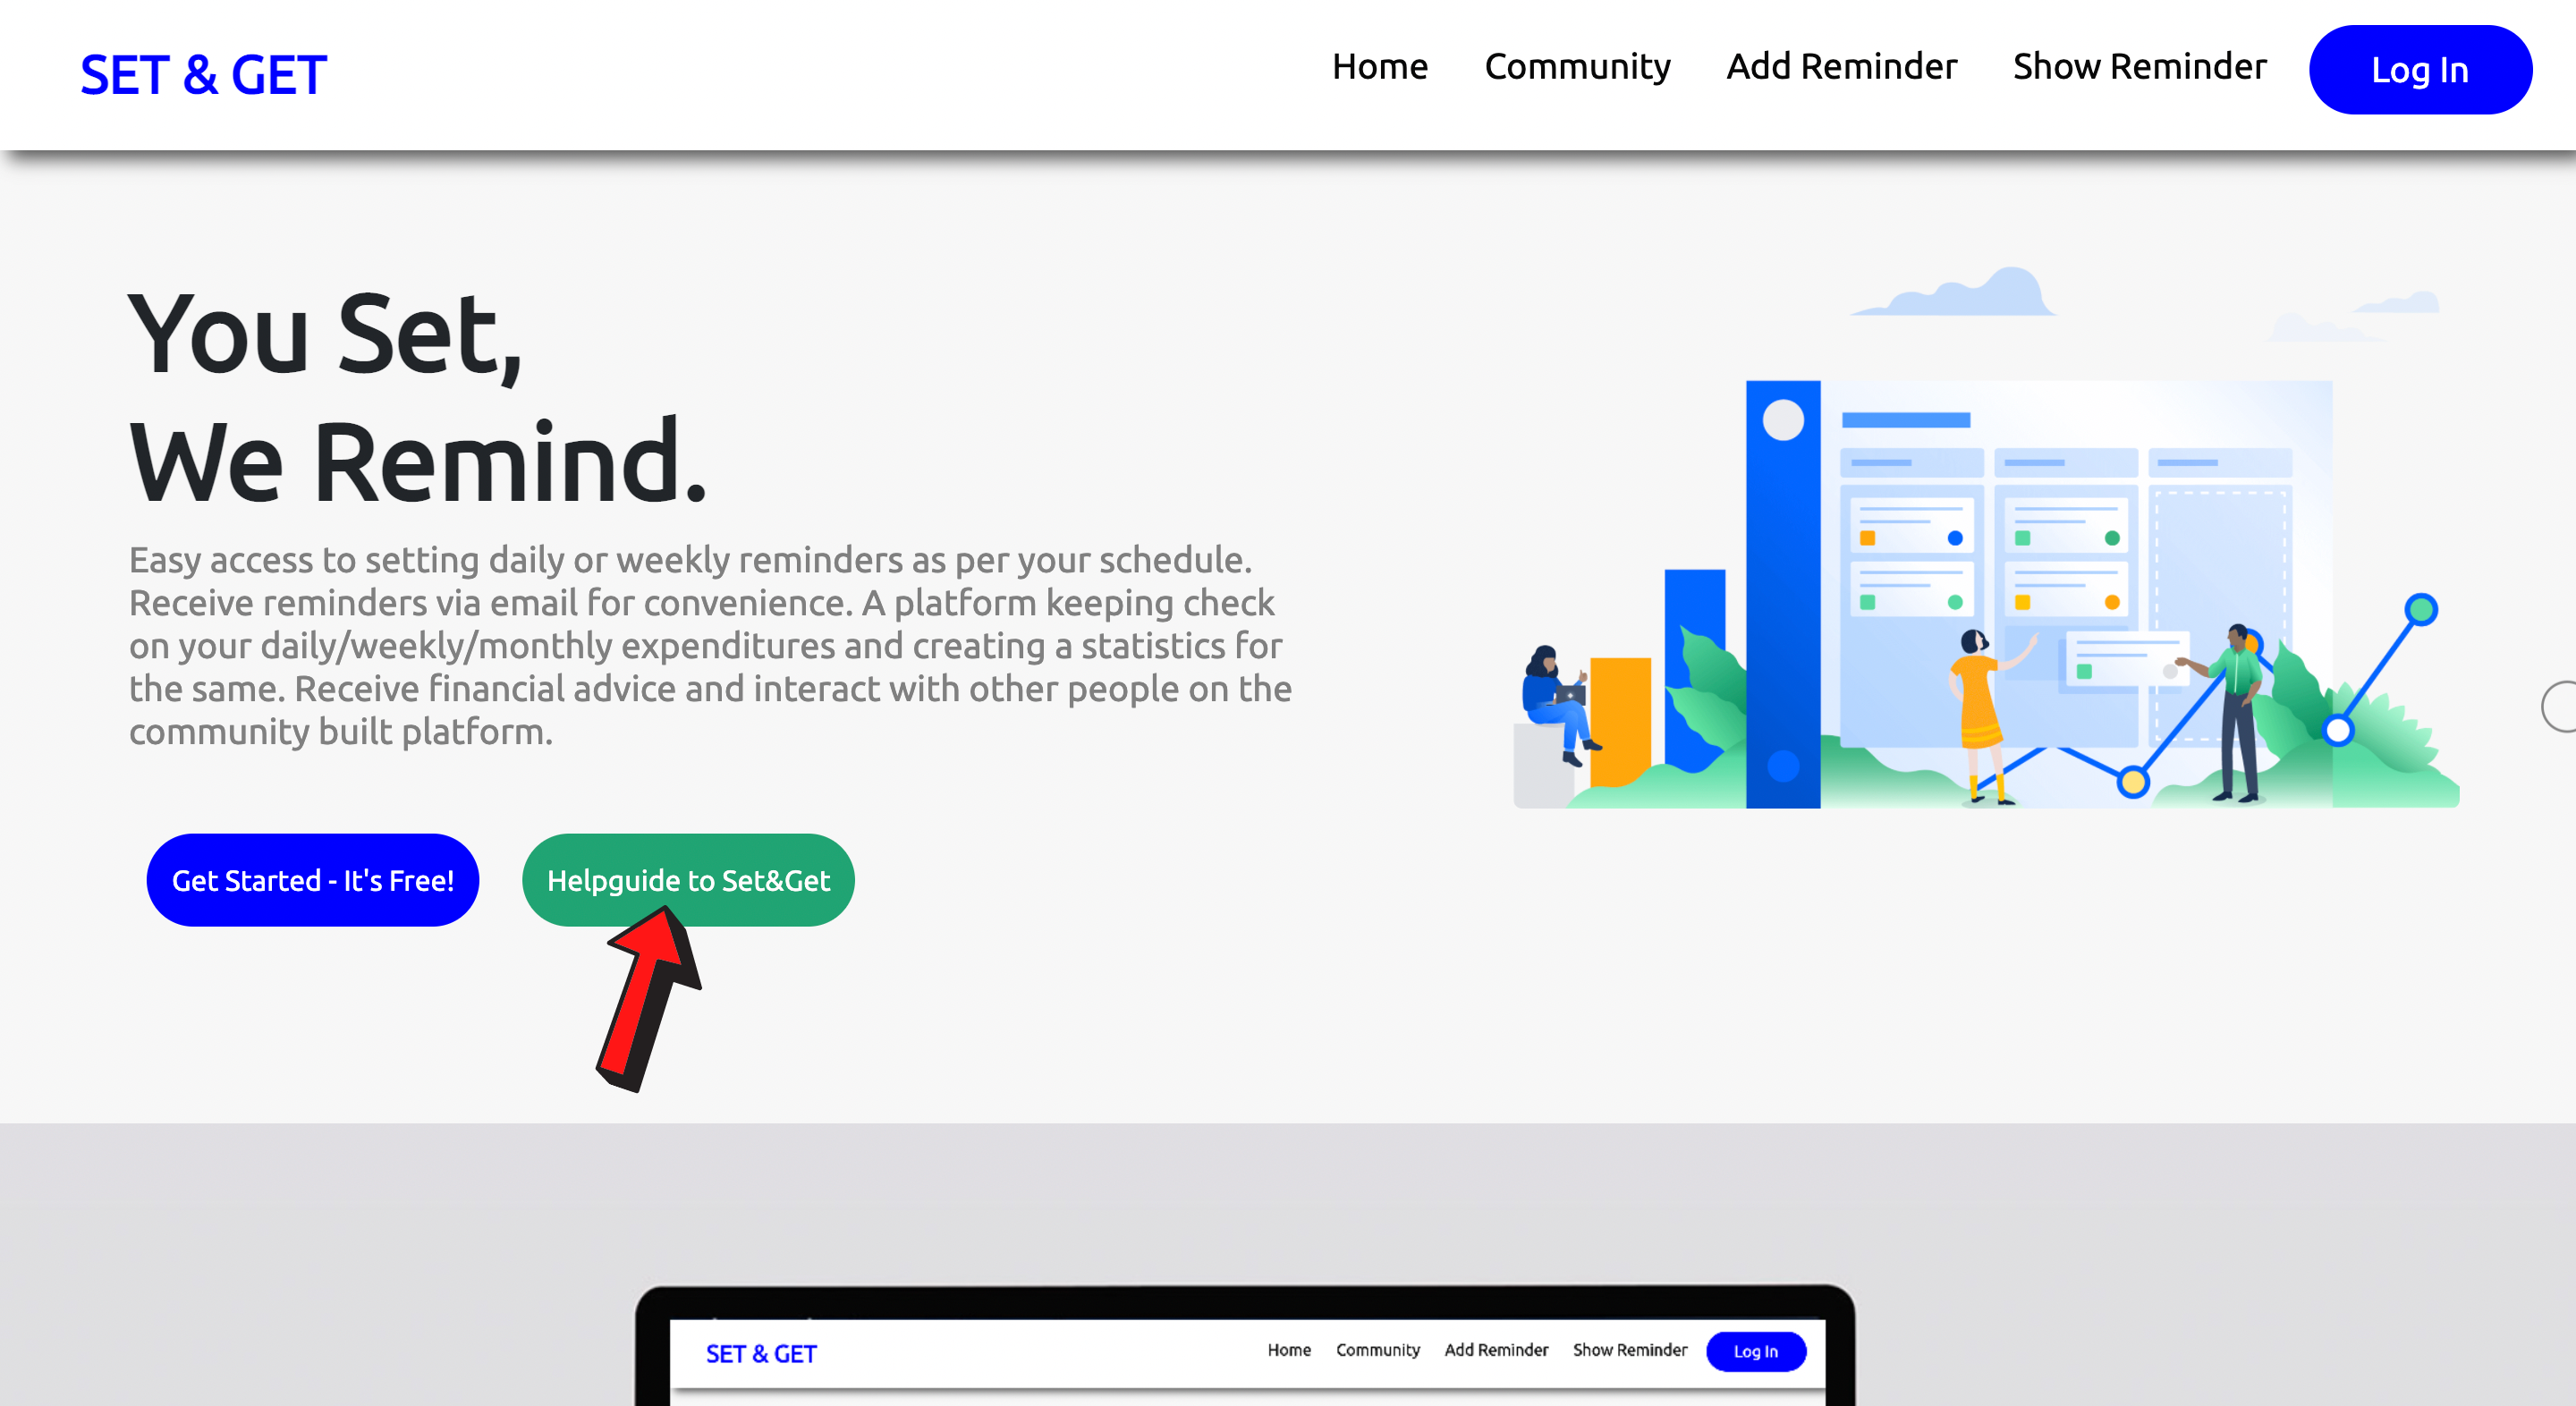 SET & GET
Home Community Add Reminder Show Reminder Log In
You Set,
We Remind.
Easy access to setting daily or weekly reminders as per your schedule.
Receive reminders via email for convenience. A platform keeping check
on your daily/weekly/monthly expenditures and creating a statistics for
the same. Receive financial advice and interact with other people on the
community built platform.
Get Started - It's Free! Helpguide to Set&Get
SET & GET Home Community Add Reminder Show Reminder Log In